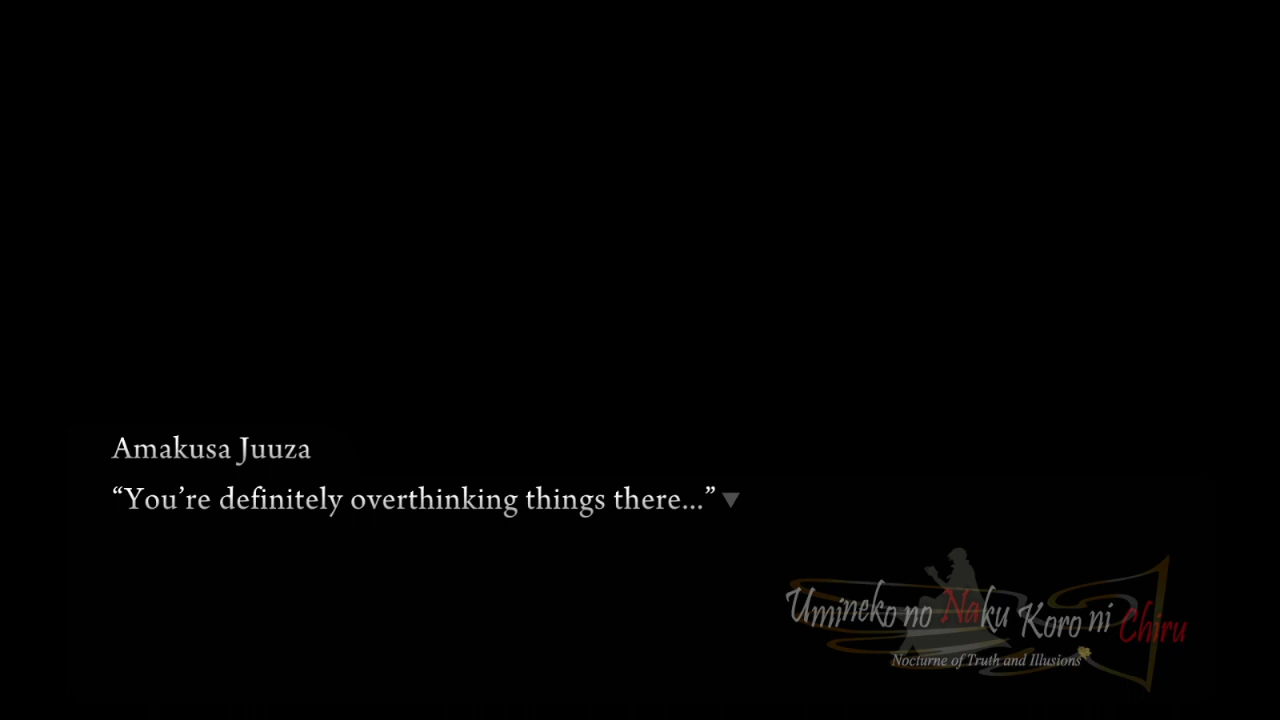 Amakusa Juuza
“You’re definitely overthinking things there...”
Umineko no Naku Koro ni Chiru
Nocturne of Truth and Illusions